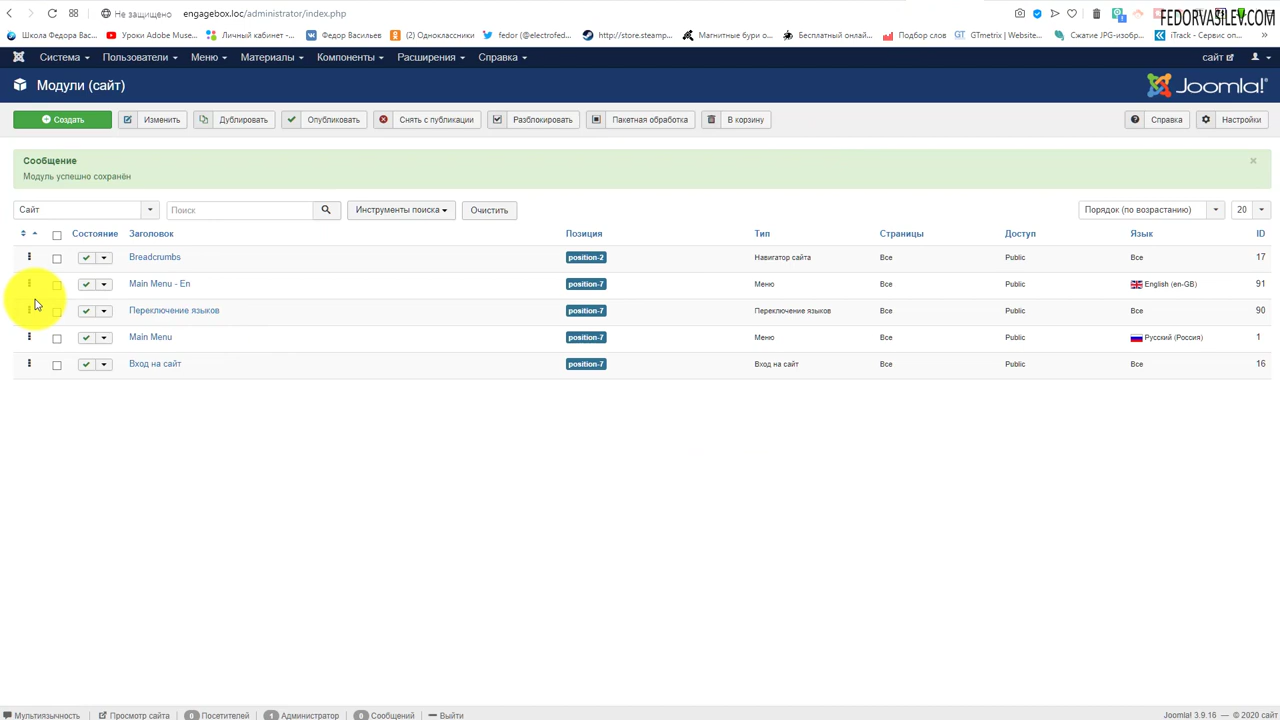 Не защищено engagebox.loc/administrator/index.php
FEDORVASILEV.COM
Школа Федора Вас... Уроки Adobe Muse... Личный кабинет -... Федор Васильев (2) Одноклассники fedor (@electrofed... http://store.steamp... Магнитные бури о... Бесплатный онлай... Подбор слов GTmetrix | Website... Сжатие JPG-изобр... iTrack - Сервис оп...
Система Пользователи Меню Материалы Компоненты Расширения Справка сайт
Модули (сайт) Joomla!®
Создать Изменить Дублировать Опубликовать Снять с публикации Разблокировать Пакетная обработка В корзину Справка Настройки
Сообщение
Модуль успешно сохранён
Сайт Поиск Инструменты поиска Очистить Порядок (по возрастанию) 20
Состояние Заголовок Позиция Тип Страницы Доступ Язык ID
Breadcrumbs position-2 Навигатор сайта Все Public Все 17
Main Menu - En position-7 Меню Все Public English (en-GB) 91
Переключение языков position-7 Переключение языков Все Public Все 90
Main Menu position-7 Меню Все Public Русский (Россия) 1
Вход на сайт position-7 Вход на сайт Все Public Все 16
Мультиязычность Просмотр сайта 0 Посетителей 1 Администратор 0 Сообщений Выйти Joomla! 3.9.16 — © 2020 сайт